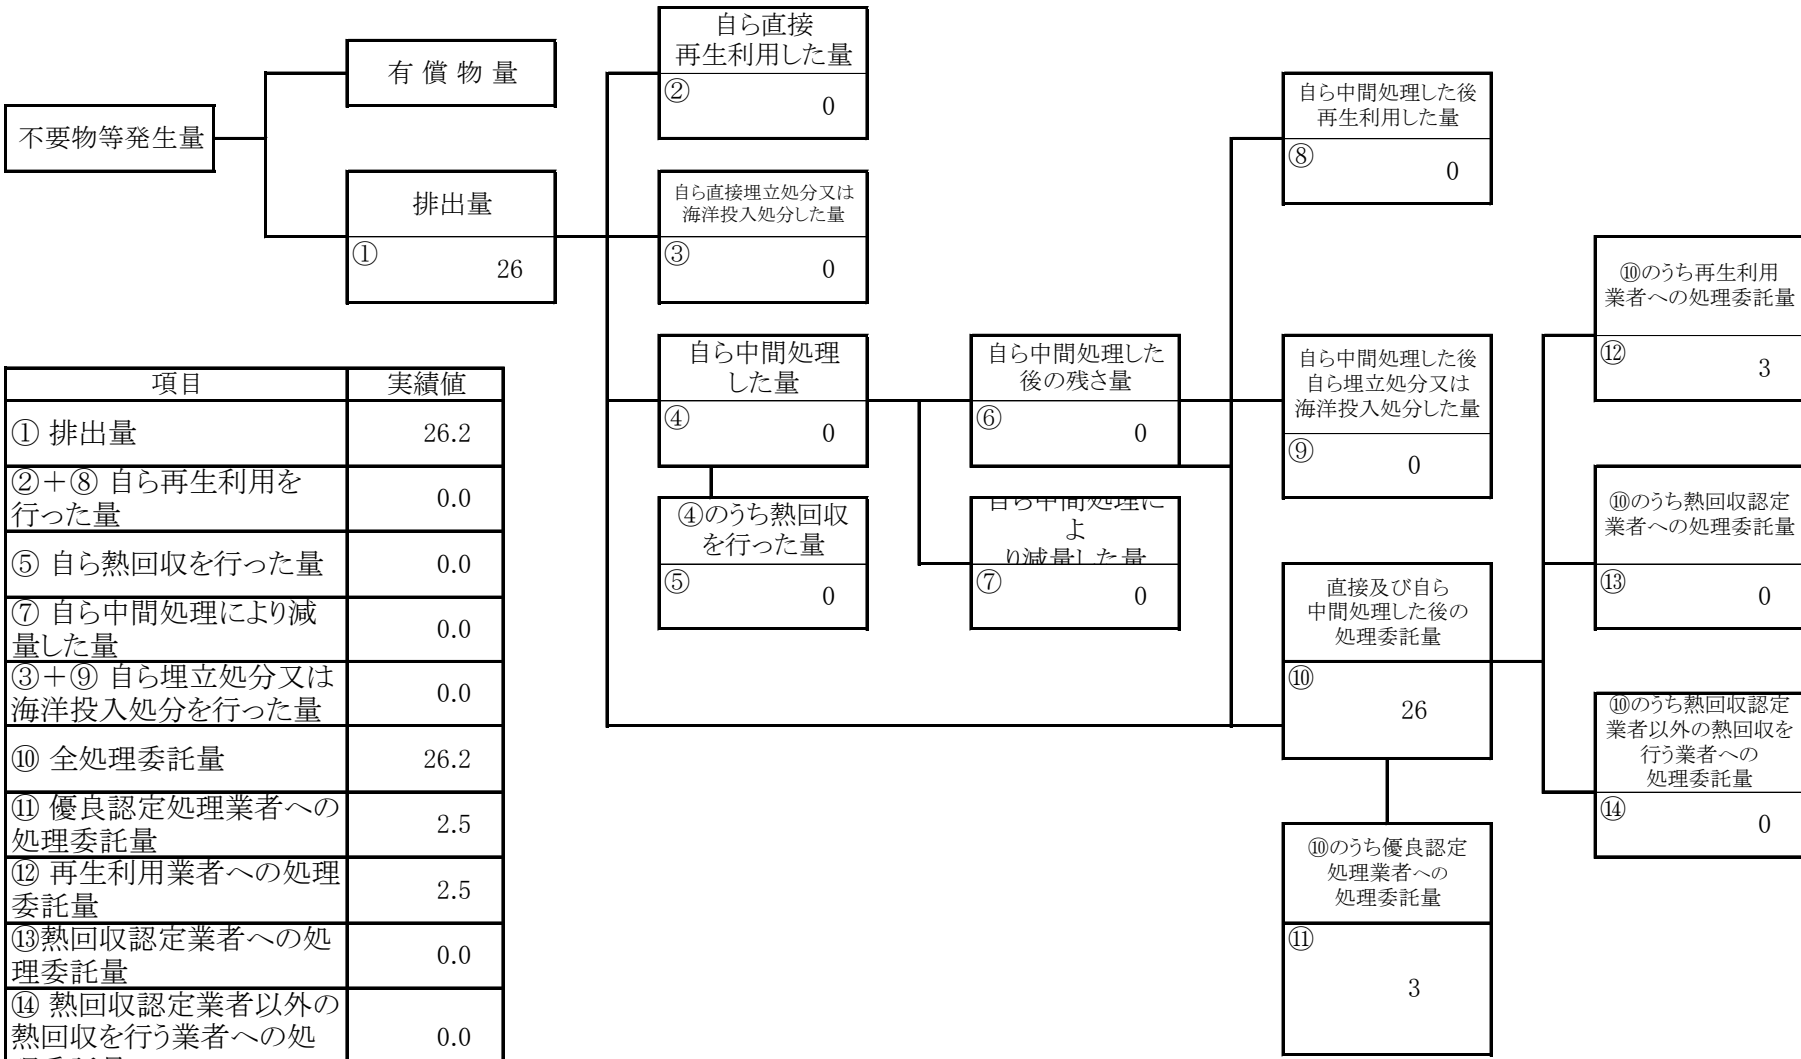 自ら直接
再生利用した量
②
0
有 償 物 量
不要物等発生量
排出量
①
26
自ら直接埋立処分又は
海洋投入処分した量
③
0
自ら中間処理
した量
④
0
④のうち熱回収
を行った量
⑤
0
自ら中間処理した
後の残さ量
⑥
0
自ら中間処理に
よ
り減量した量
⑦
0
自ら中間処理した後
再生利用した量
⑧
0
自ら中間処理した後
自ら埋立処分又は
海洋投入処分した量
⑨
0
直接及び自ら
中間処理した後の
処理委託量
⑩
26
⑩のうち優良認定
処理業者への
処理委託量
⑪
3
⑩のうち再生利用
業者への処理委託量
⑫
3
⑩のうち熱回収認定
業者への処理委託量
⑬
0
⑩のうち熱回収認定
業者以外の熱回収を
行う業者への
処理委託量
⑭
0
項目 実績値
① 排出量 26.2
②＋⑧ 自ら再生利用を
行った量 0.0
⑤ 自ら熱回収を行った量 0.0
⑦ 自ら中間処理により減
量した量 0.0
③＋⑨ 自ら埋立処分又は
海洋投入処分を行った量 0.0
⑩ 全処理委託量 26.2
⑪ 優良認定処理業者への
処理委託量 2.5
⑫ 再生利用業者への処理
委託量 2.5
⑬熱回収認定業者への処
理委託量 0.0
⑭ 熱回収認定業者以外の
熱回収を行う業者への処 0.0